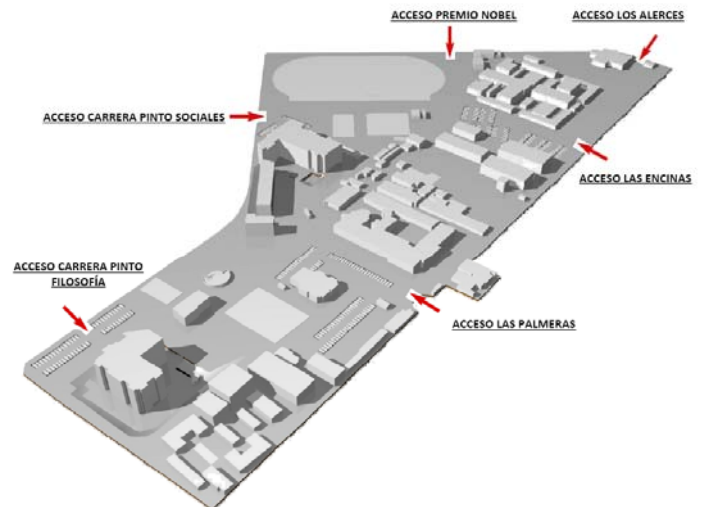 ACCESO PREMIO NOBEL
ACCESO LOS ALERCES
ACCESO CARRERA PINTO SOCIALES
ACCESO LAS ENCINAS
ACCESO CARRERA PINTO
FILOSOFÍA
ACCESO LAS PALMERAS